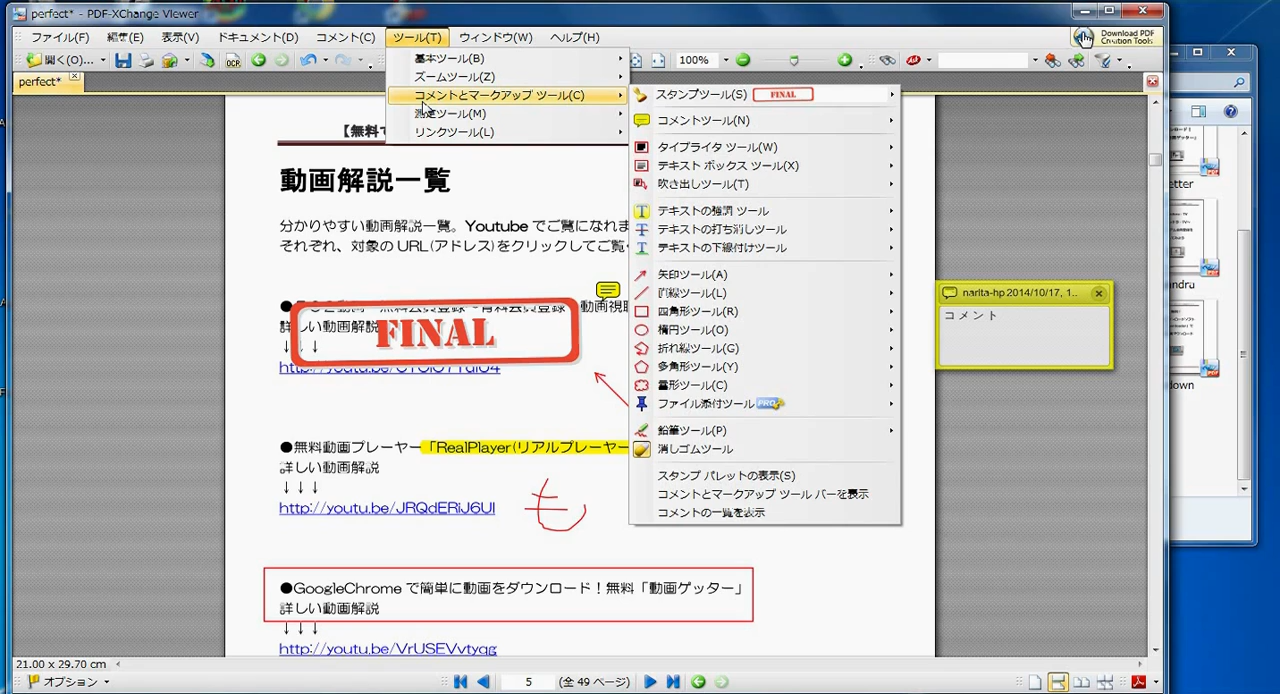 perfect* - PDF-XChange Viewer
ファイル(F) 編集(E) 表示(V) ドキュメント(D) コメント(C) ツール(T) ウィンドウ(W) ヘルプ(H)
Download PDF
Creation Tools
開く(O)...
OCR
100%
perfect*
基本ツール(B)
ズームツール(Z)
コメントとマークアップ ツール(C)
測定ツール(M)
リンクツール(L)
スタンプツール(S) FINAL
コメントツール(N)
タイプライタ ツール(W)
テキスト ボックス ツール(X)
吹き出しツール(T)
テキストの強調 ツール
テキストの打ち消しツール
テキストの下線付けツール
矢印ツール(A)
直線ツール(L)
四角形ツール(R)
楕円ツール(O)
折れ線ツール(G)
多角形ツール(Y)
雲形ツール(C)
ファイル添付ツール PRO
鉛筆ツール(P)
消しゴムツール
スタンプ パレットの表示(S)
コメントとマークアップ ツール バーを表示
コメントの一覧を表示
【無料で
動画解説一覧
分かりやすい動画解説一覧。Youtube でご覧になれま
それぞれ、対象の URL(アドレス)をクリックしてご覧
動画視聴
詳しい動画解説
FINAL
↓↓↓
narita-hp 2014/10/17, 1...
コメント
●無料動画プレーヤー「RealPlayer(リアルプレーヤー
詳しい動画解説
↓↓↓
http://youtu.be/JRQdERiJ6UI
も
●GoogleChrome で簡単に動画をダウンロード！無料「動画ゲッター」
詳しい動画解説
↓↓↓
http://youtu.be/VrUSEVvtyqg
etter
ndru
down
21.00 x 29.70 cm
オプション
5 (全 49 ページ)